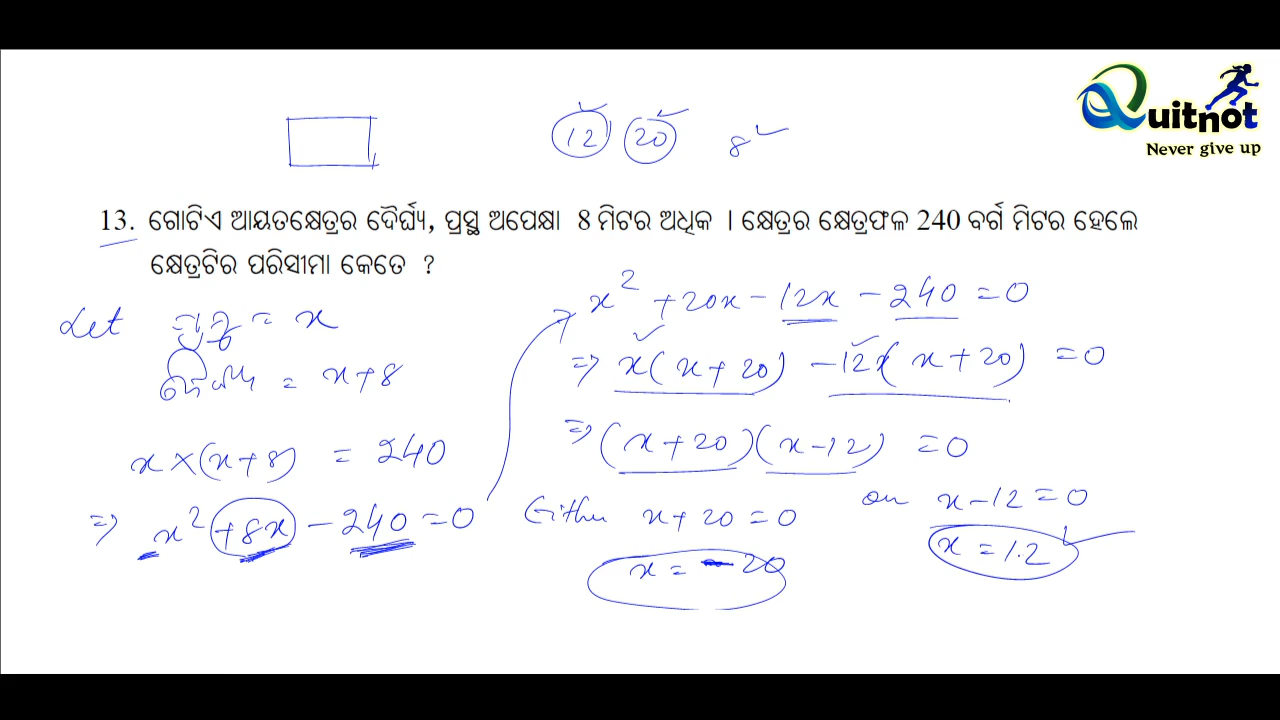 Quitnot
Never give up
12 20 8
13. ଗୋଟିଏ ଆୟତକ୍ଷେତ୍ରର ଦୈର୍ଘ୍ୟ, ପ୍ରସ୍ଥ ଅପେକ୍ଷା 8 ମିଟର ଅଧିକ । କ୍ଷେତ୍ରର କ୍ଷେତ୍ରଫଳ 240 ବର୍ଗ ମିଟର ହେଲେ
କ୍ଷେତ୍ରଟିର ପରିସୀମା କେତେ ?
Let ପ୍ରସ୍ଥ = x
ଦୈର୍ଘ୍ୟ = x+8
x × (x+8) = 240
⇒ x² + 8x - 240 = 0
⇒ x² + 20x - 12x - 240 = 0
⇒ x(x+20) - 12(x+20) = 0
⇒ (x+20)(x-12) = 0
Either x+20 = 0
x = -20
or x-12 = 0
x = 12